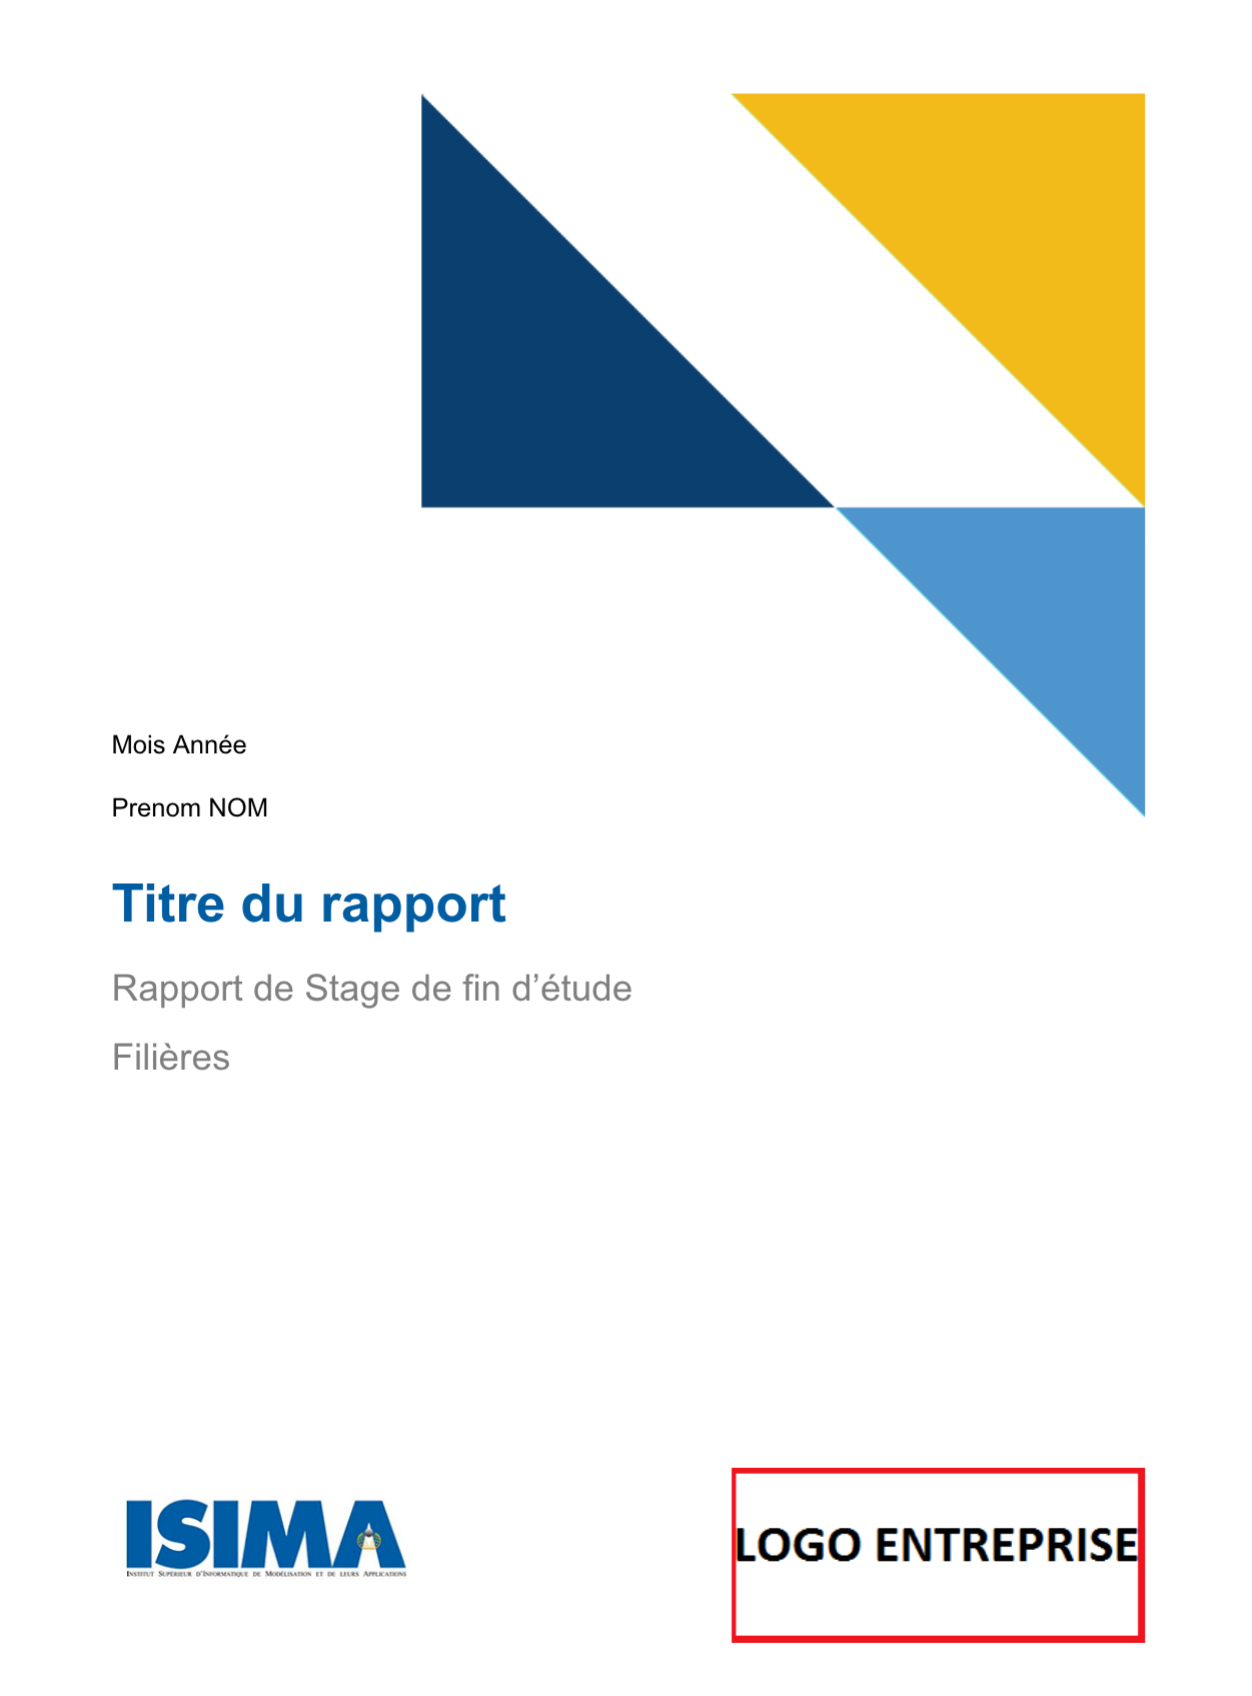 Mois Année
Prenom NOM
Titre du rapport
Rapport de Stage de fin d’étude
Filières
ISIMA
Institut Supérieur d'Informatique de Modélisation et de leurs Applications
LOGO ENTREPRISE